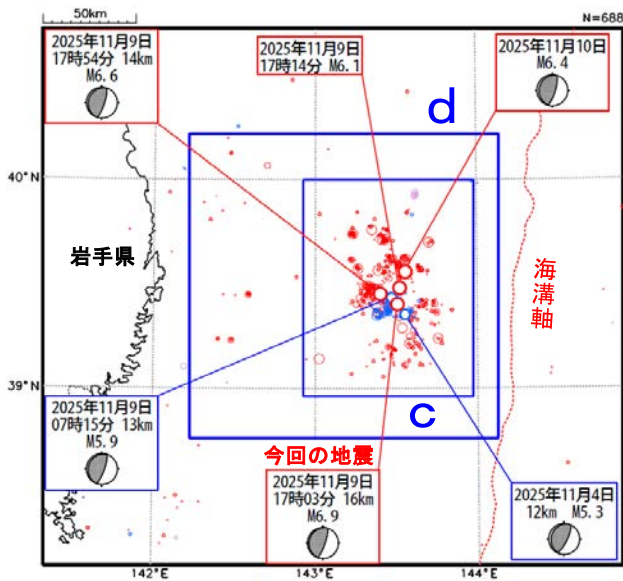 50km
N=688
2025年11月9日
17時54分 14km
M6.6
2025年11月9日
17時14分 M6.1
2025年11月10日
M6.4
d
40°N
岩手県
海溝軸
39°N
c
2025年11月9日
07時15分 13km
M5.9
今回の地震
2025年11月9日
17時03分 16km
M6.9
2025年11月4日
12km M5.3
142°E
143°E
144°E